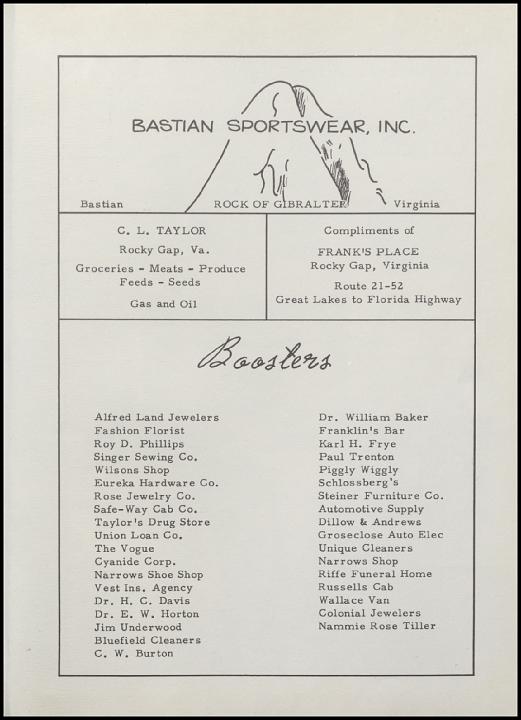 BASTIAN SPORTSWEAR, INC.
Bastian ROCK OF GIBRALTER Virginia
C. L. TAYLOR
Rocky Gap, Va.
Groceries - Meats - Produce
Feeds - Seeds
Gas and Oil
Compliments of
FRANK'S PLACE
Rocky Gap, Virginia
Route 21-52
Great Lakes to Florida Highway
Boosters
Alfred Land Jewelers
Fashion Florist
Roy D. Phillips
Singer Sewing Co.
Wilsons Shop
Eureka Hardware Co.
Rose Jewelry Co.
Safe-Way Cab Co.
Taylor's Drug Store
Union Loan Co.
The Vogue
Cyanide Corp.
Narrows Shoe Shop
Vest Ins. Agency
Dr. H. C. Davis
Dr. E. W. Horton
Jim Underwood
Bluefield Cleaners
C. W. Burton
Dr. William Baker
Franklin's Bar
Karl H. Frye
Paul Trenton
Piggly Wiggly
Schlossberg's
Steiner Furniture Co.
Automotive Supply
Dillow & Andrews
Groseclose Auto Elec
Unique Cleaners
Narrows Shop
Riffe Funeral Home
Russells Cab
Wallace Van
Colonial Jewelers
Nammie Rose Tiller